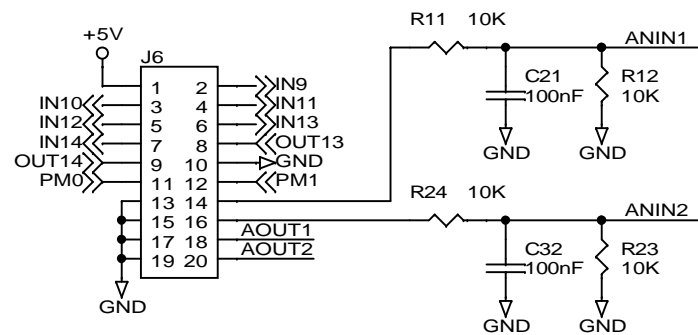 R11 10K
+5V
ANIN1
J6
1 2 IN9
C21
100nF
R12
10K
IN10 3 4 IN11
IN12 5 6 IN13
IN14 7 8 OUT13
GND GND
OUT14 9 10 GND
PM0 11 12 PM1
R24 10K
13 14
ANIN2
15 16
17 18 AOUT1
C32
100nF
R23
10K
19 20 AOUT2
GND
GND GND